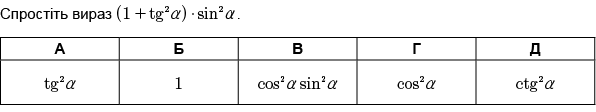 Спростіть вираз (1 + tg²α) · sin²α.
А Б В Г Д
tg²α 1 cos²α sin²α cos²α ctg²α